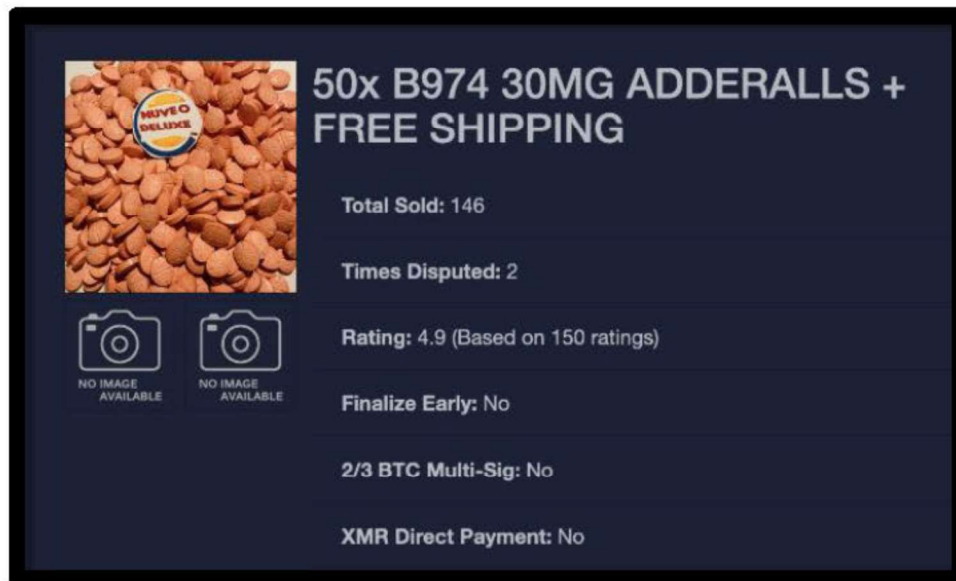 NUVEO
DELUXE
50x B974 30MG ADDERALLS +
FREE SHIPPING
Total Sold: 146
Times Disputed: 2
Rating: 4.9 (Based on 150 ratings)
Finalize Early: No
2/3 BTC Multi-Sig: No
XMR Direct Payment: No
NO IMAGE
AVAILABLE
NO IMAGE
AVAILABLE